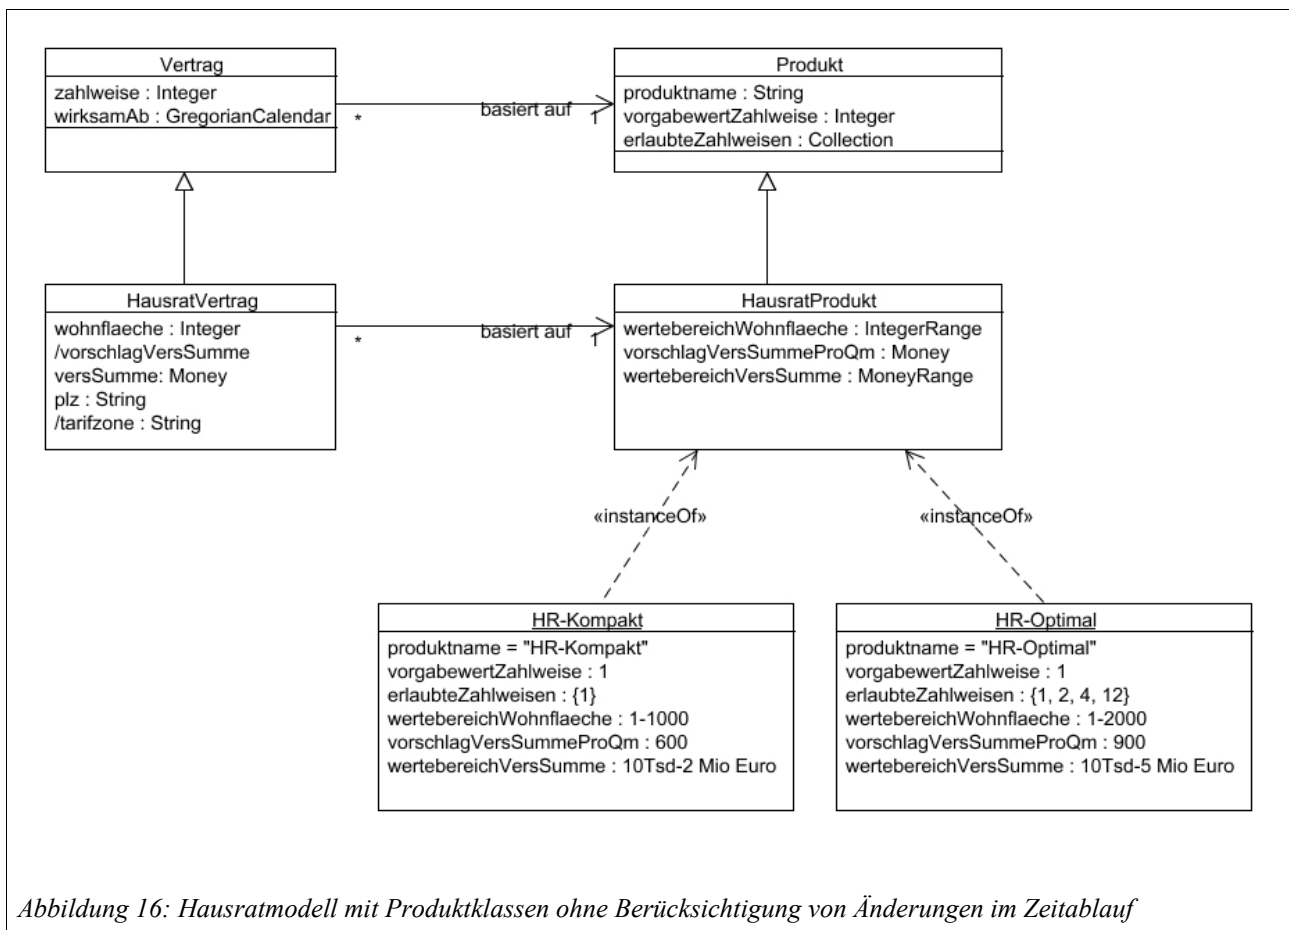 Vertrag
zahlweise : Integer
wirksamAb : GregorianCalendar
*
basiert auf
1
Produkt
produktname : String
vorgabewertZahlweise : Integer
erlaubteZahlweisen : Collection
HausratVertrag
wohnflaeche : Integer
/vorschlagVersSumme
versSumme: Money
plz : String
/tarifzone : String
*
basiert auf
1
HausratProdukt
wertebereichWohnflaeche : IntegerRange
vorschlagVersSummeProQm : Money
wertebereichVersSumme : MoneyRange
«instanceOf»
«instanceOf»
HR-Kompakt
produktname = "HR-Kompakt"
vorgabewertZahlweise : 1
erlaubteZahlweisen : {1}
wertebereichWohnflaeche : 1-1000
vorschlagVersSummeProQm : 600
wertebereichVersSumme : 10Tsd-2 Mio Euro
HR-Optimal
produktname = "HR-Optimal"
vorgabewertZahlweise : 1
erlaubteZahlweisen : {1, 2, 4, 12}
wertebereichWohnflaeche : 1-2000
vorschlagVersSummeProQm : 900
wertebereichVersSumme : 10Tsd-5 Mio Euro
Abbildung 16: Hausratmodell mit Produktklassen ohne Berücksichtigung von Änderungen im Zeitablauf